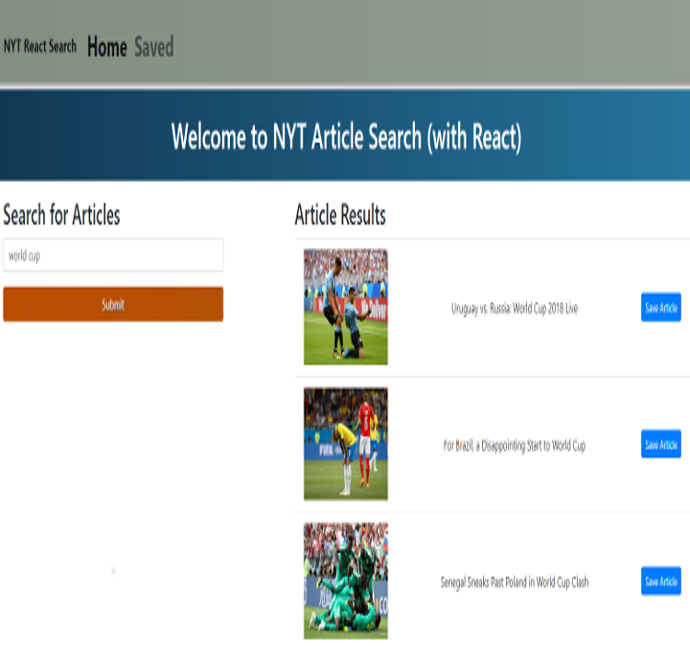 NYT React Search Home Saved
Welcome to NYT Article Search (with React)
Search for Articles
world cup
Submit
Article Results
Uruguay vs. Russia: World Cup 2018 Live
Save Article
For Brazil, a Disappointing Start to World Cup
Save Article
Senegal Sneaks Past Poland in World Cup Clash
Save Article
FIFA